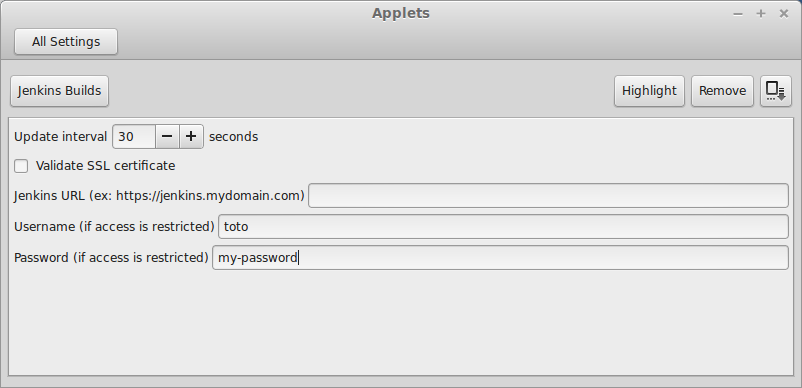 Applets
All Settings
Jenkins Builds Highlight Remove
Update interval 30 seconds
Validate SSL certificate
Jenkins URL (ex: https://jenkins.mydomain.com)
Username (if access is restricted) toto
Password (if access is restricted) my-password